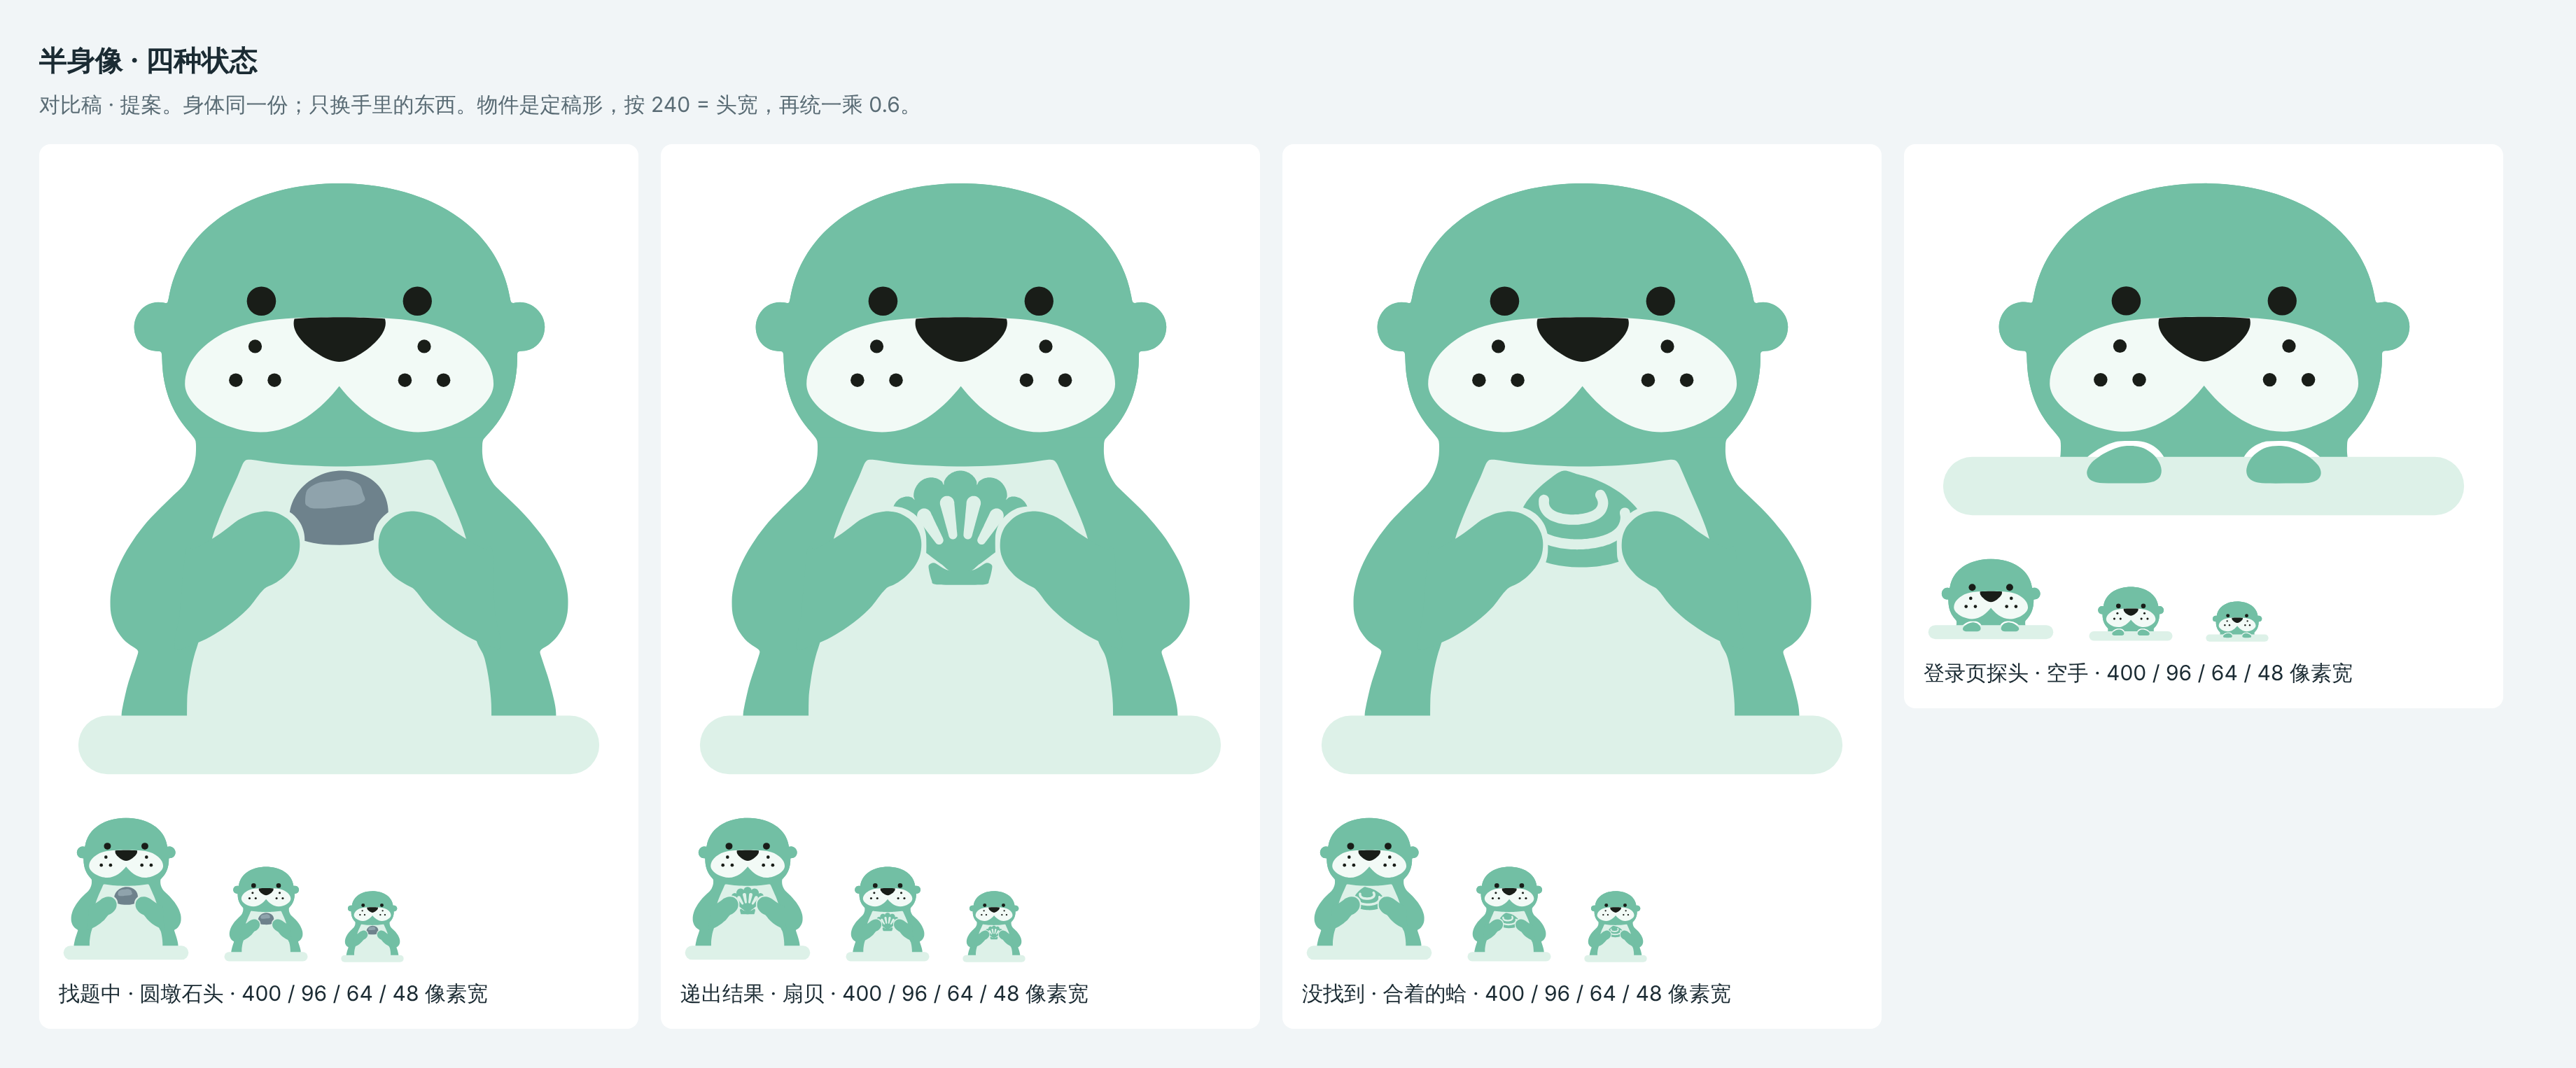 半身像 · 四种状态
对比稿 · 提案。身体同一份；只换手里的东西。物件是定稿形，按 240 = 头宽，再统一乘 0.6。
登录页探头 · 空手 · 400 / 96 / 64 / 48 像素宽
找题中 · 圆墩石头 · 400 / 96 / 64 / 48 像素宽
递出结果 · 扇贝 · 400 / 96 / 64 / 48 像素宽
没找到 · 合着的蛤 · 400 / 96 / 64 / 48 像素宽